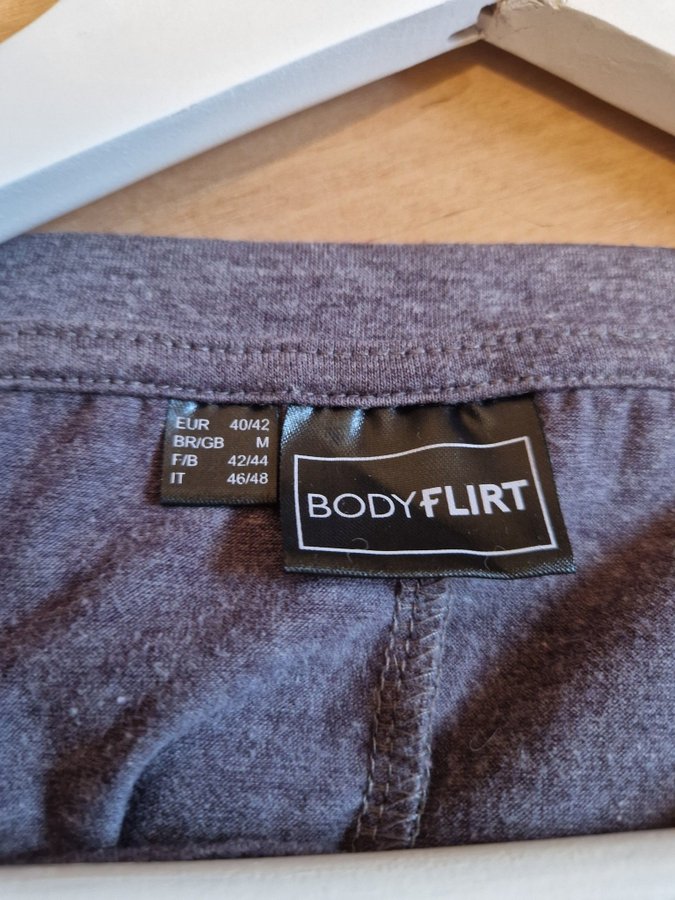 EUR 40/42
BR/GB M
F/B 42/44
IT 46/48
BODYFLIRT